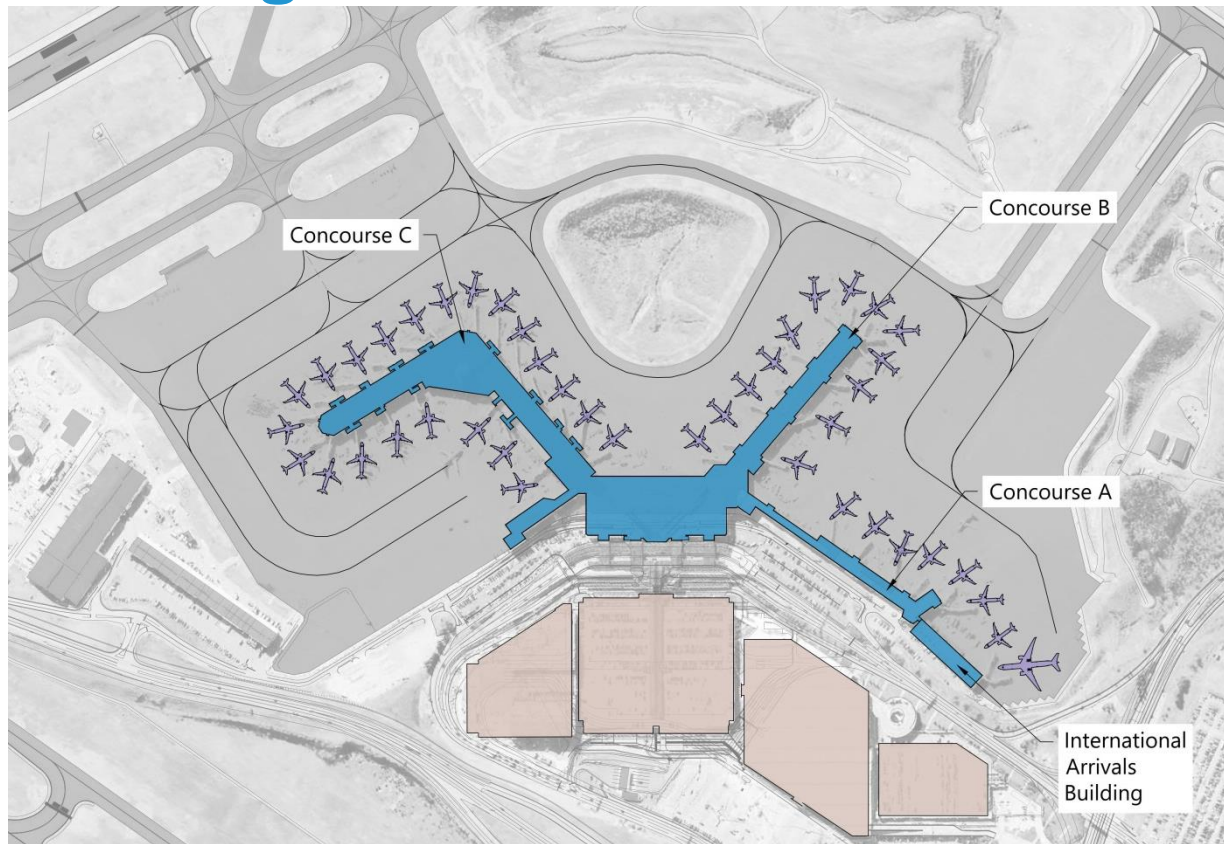 Concourse B
Concourse C
Concourse A
International
Arrivals
Building